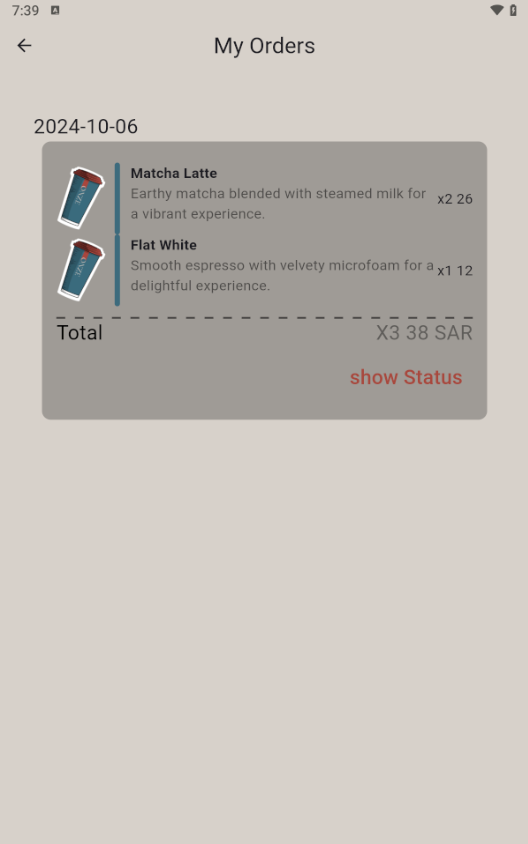 7:39
My Orders
2024-10-06
Matcha Latte
Earthy matcha blended with steamed milk for
a vibrant experience.
x2 26
Flat White
Smooth espresso with velvety microfoam for a
delightful experience.
x1 12
Total X3 38 SAR
show Status